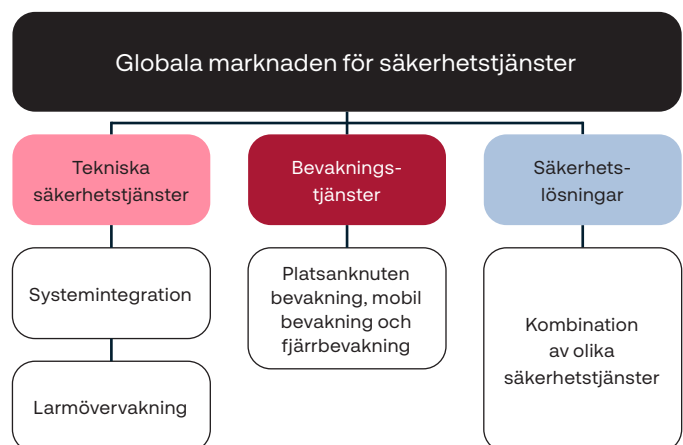 Globala marknaden för säkerhetstjänster
Tekniska
säkerhetstjänster
Bevaknings-
tjänster
Säkerhets-
lösningar
Systemintegration
Larmövervakning
Platsanknuten
bevakning, mobil
bevakning och
fjärrbevakning
Kombination
av olika
säkerhetstjänster